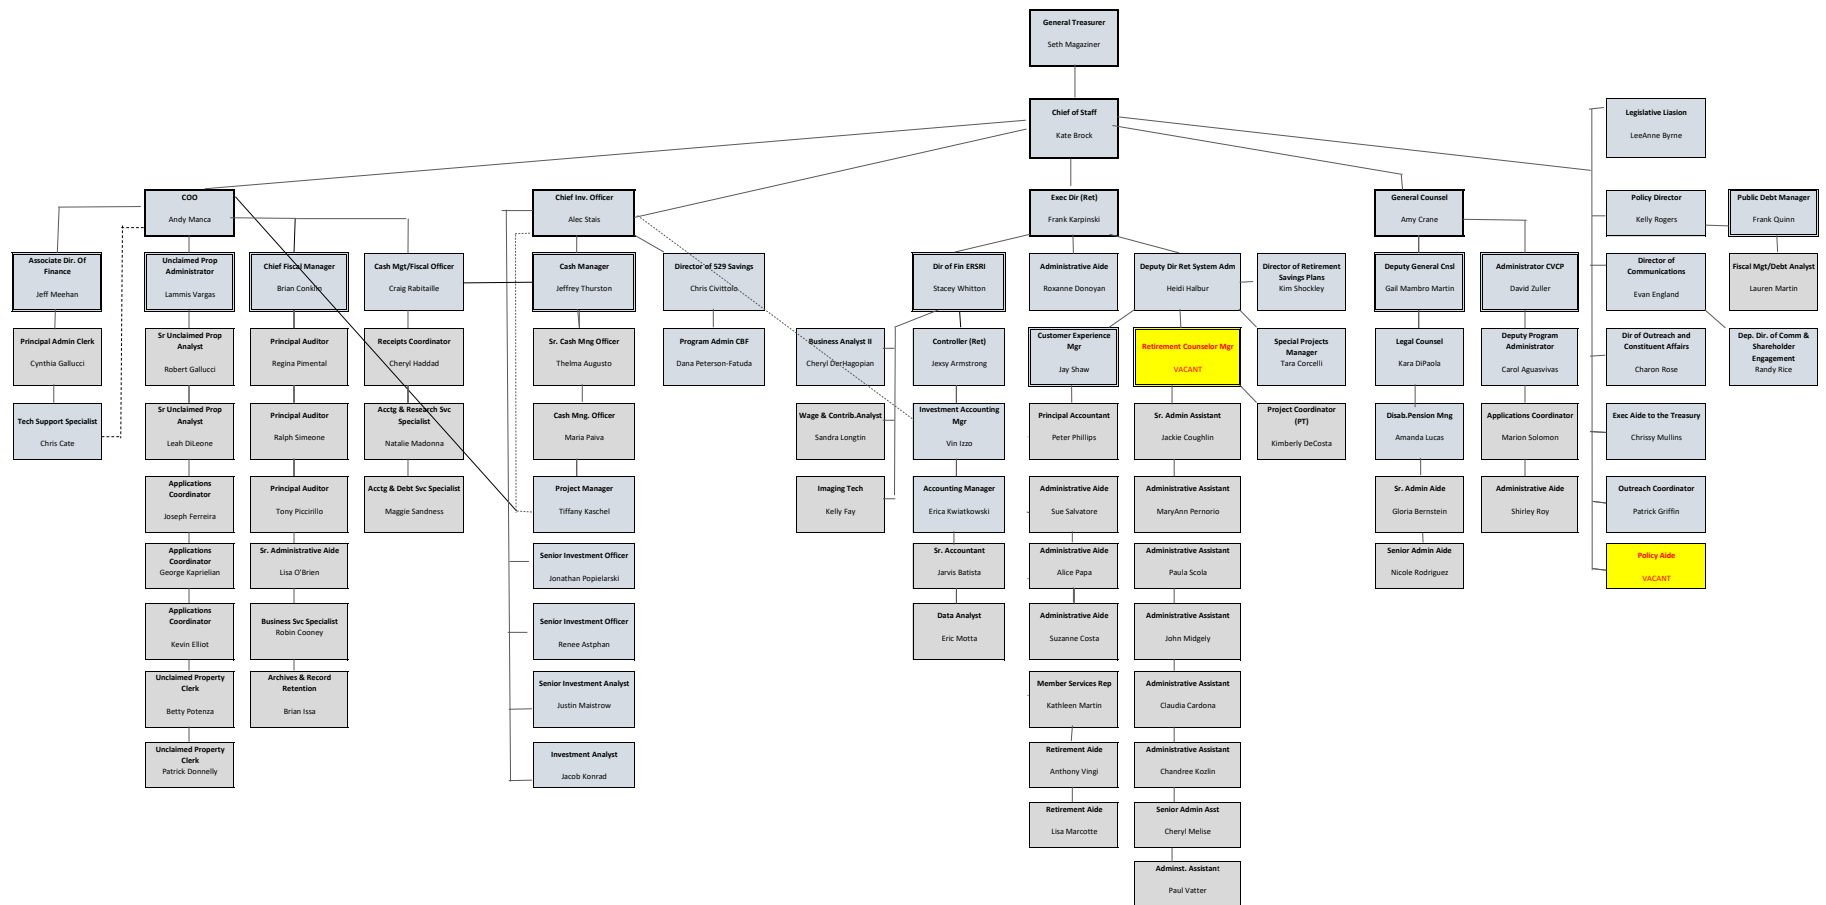 General Treasurer
Seth Magaziner
Chief of Staff
Kate Brock
Legislative Liasion
LeeAnne Byrne
COO
Andy Manca
Chief Inv. Officer
Alec Stais
Exec Dir (Ret)
Frank Karpinski
General Counsel
Amy Crane
Policy Director
Kelly Rogers
Public Debt Manager
Frank Quinn
Associate Dir. Of
Finance
Jeff Meehan
Unclaimed Prop
Administrator
Lammis Vargas
Chief Fiscal Manager
Brian Conklin
Cash Mgt/Fiscal Officer
Craig Rabitaille
Cash Manager
Jeffrey Thurston
Director of 529 Savings
Chris Civittolo
Dir of Fin ERSRI
Stacey Whitton
Administrative Aide
Roxanne Donoyan
Deputy Dir Ret System Adm
Heidi Halbur
Director of Retirement
Savings Plans
Kim Shockley
Deputy General Cnsl
Gail Mambro Martin
Administrator CVCP
David Zuller
Director of
Communications
Evan England
Fiscal Mgt/Debt Analyst
Lauren Martin
Principal Admin Clerk
Cynthia Gallucci
Sr Unclaimed Prop
Analyst
Robert Gallucci
Principal Auditor
Regina Pimental
Receipts Coordinator
Cheryl Haddad
Sr. Cash Mng Officer
Thelma Augusto
Program Admin CBF
Dana Peterson-Fatuda
Business Analyst II
Cheryl DerHagopian
Controller (Ret)
Jexsy Armstrong
Customer Experience
Mgr
Jay Shaw
Retirement Counselor Mgr
VACANT
Special Projects
Manager
Tara Corcelli
Legal Counsel
Kara DiPaola
Deputy Program
Administrator
Carol Aguasvivas
Dir of Outreach and
Constituent Affairs
Charon Rose
Dep. Dir. of Comm &
Shareholder
Engagement
Randy Rice
Tech Support Specialist
Chris Cate
Sr Unclaimed Prop
Analyst
Leah DiLeone
Principal Auditor
Ralph Simeone
Acctg & Research Svc
Specialist
Natalie Madonna
Cash Mng. Officer
Maria Paiva
Wage & Contrib.Analyst
Sandra Longtin
Investment Accounting
Mgr
Vin Izzo
Principal Accountant
Peter Phillips
Sr. Admin Assistant
Jackie Coughlin
Project Coordinator
(PT)
Kimberly DeCosta
Disab.Pension Mng
Amanda Lucas
Applications Coordinator
Marion Solomon
Exec Aide to the Treasury
Chrissy Mullins
Applications
Coordinator
Joseph Ferreira
Principal Auditor
Tony Piccirillo
Acctg & Debt Svc Specialist
Maggie Sandness
Project Manager
Tiffany Kaschel
Imaging Tech
Kelly Fay
Accounting Manager
Erica Kwiatkowski
Administrative Aide
Sue Salvatore
Administrative Assistant
MaryAnn Pernorio
Sr. Admin Aide
Gloria Bernstein
Administrative Aide
Shirley Roy
Outreach Coordinator
Patrick Griffin
Applications
Coordinator
George Kaprielian
Sr. Administrative Aide
Lisa O'Brien
Senior Investment Officer
Jonathan Popielarski
Sr. Accountant
Jarvis Batista
Administrative Aide
Alice Papa
Administrative Assistant
Paula Scola
Senior Admin Aide
Nicole Rodriguez
Policy Aide
VACANT
Applications
Coordinator
Kevin Elliot
Business Svc Specialist
Robin Cooney
Senior Investment Officer
Renee Astphan
Data Analyst
Eric Motta
Administrative Aide
Suzanne Costa
Administrative Assistant
John Midgely
Unclaimed Property
Clerk
Betty Potenza
Archives & Record
Retention
Brian Issa
Senior Investment Analyst
Justin Maistrow
Member Services Rep
Kathleen Martin
Administrative Assistant
Claudia Cardona
Unclaimed Property
Clerk
Patrick Donnelly
Investment Analyst
Jacob Konrad
Retirement Aide
Anthony Vingi
Administrative Assistant
Chandree Kozlin
Retirement Aide
Lisa Marcotte
Senior Admin Asst
Cheryl Melise
Adminst. Assistant
Paul Vatter